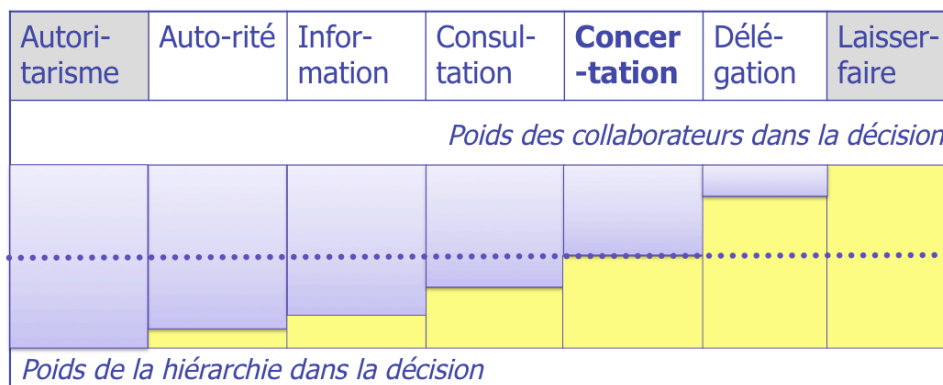 Autori-
tarisme
Auto-rité
Infor-
mation
Consul-
tation
Concer
-tation
Délé-
gation
Laisser-
faire
Poids des collaborateurs dans la décision
Poids de la hiérarchie dans la décision